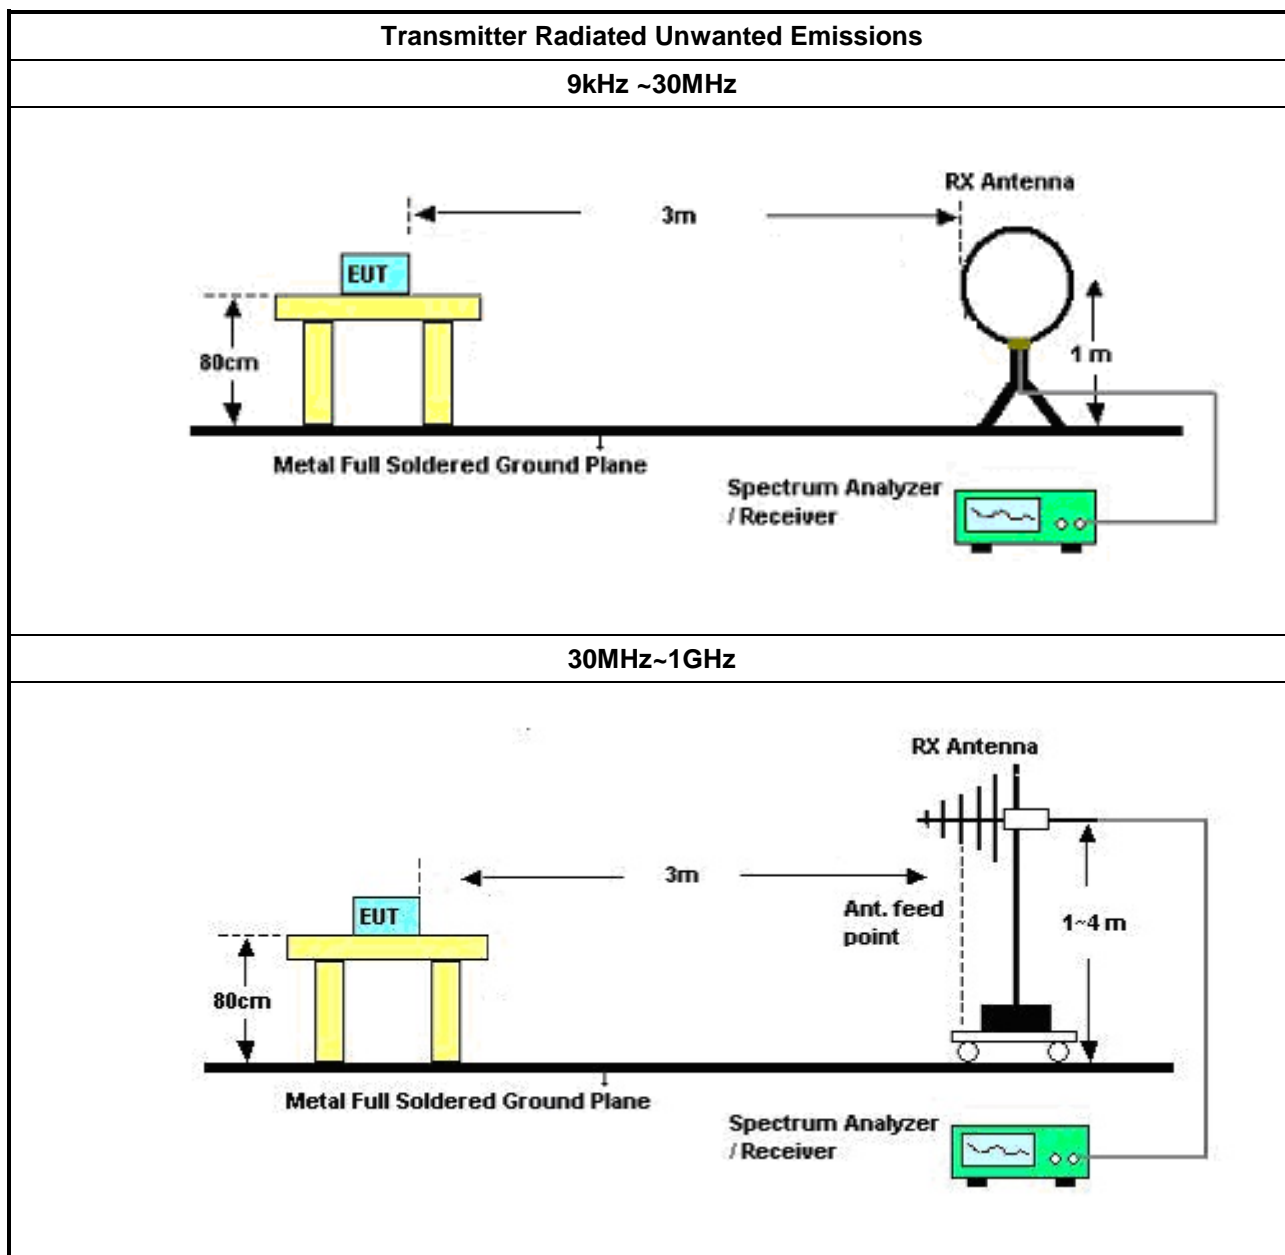 Transmitter Radiated Unwanted Emissions
9kHz ~30MHz
RX Antenna
3m
EUT
80cm
1 m
Metal Full Soldered Ground Plane
Spectrum Analyzer
/ Receiver
30MHz~1GHz
RX Antenna
3m
EUT
Ant. feed
point
1~4 m
80cm
Metal Full Soldered Ground Plane
Spectrum Analyzer
/ Receiver